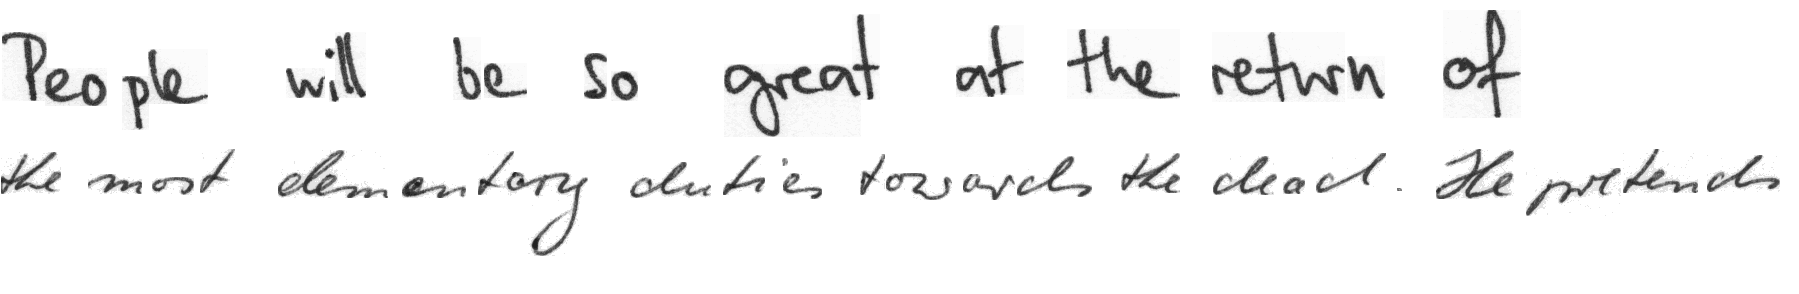 People will be so great at the return of
the most elementary duties towards the dead. He pretends